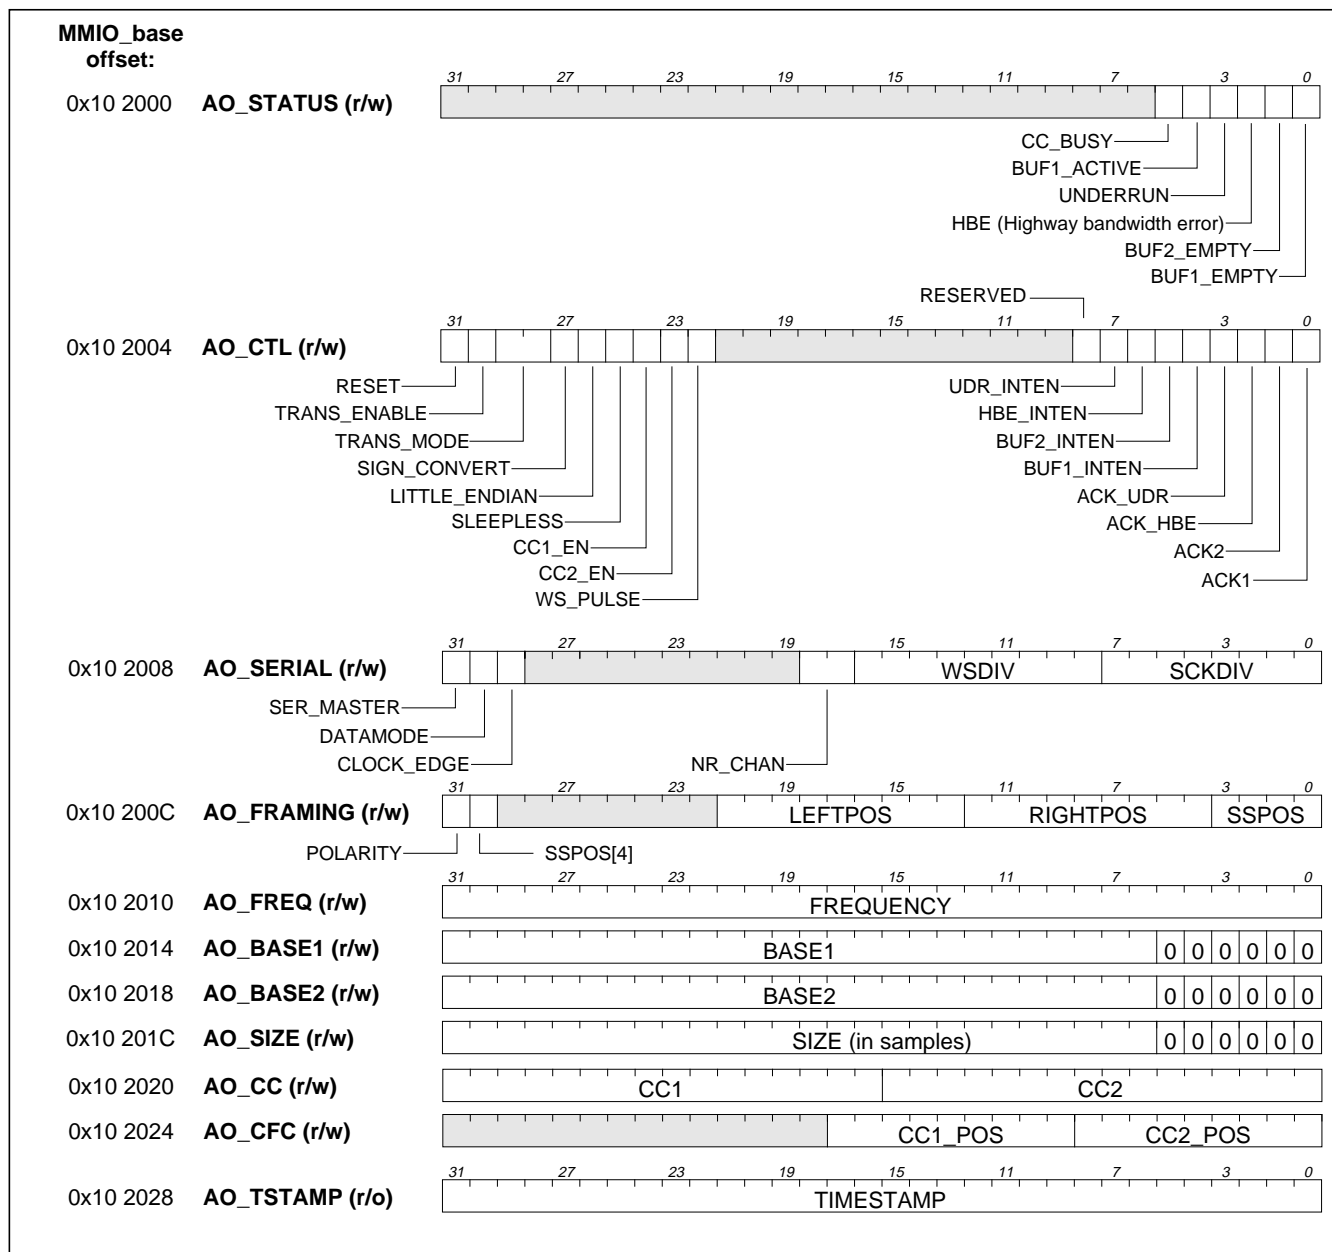 MMIO_base
offset:
31 27 23 19 15 11 7 3 0
0x10 2000 AO_STATUS (r/w)
CC_BUSY
BUF1_ACTIVE
UNDERRUN
HBE (Highway bandwidth error)
BUF2_EMPTY
BUF1_EMPTY
RESERVED
31 27 23 19 15 11 7 3 0
0x10 2004 AO_CTL (r/w)
RESET UDR_INTEN
TRANS_ENABLE HBE_INTEN
TRANS_MODE BUF2_INTEN
SIGN_CONVERT BUF1_INTEN
LITTLE_ENDIAN ACK_UDR
SLEEPLESS ACK_HBE
CC1_EN ACK2
CC2_EN ACK1
WS_PULSE
31 27 23 19 15 11 7 3 0
0x10 2008 AO_SERIAL (r/w) WSDIV SCKDIV
SER_MASTER
DATAMODE
CLOCK_EDGE NR_CHAN
31 27 23 19 15 11 7 3 0
0x10 200C AO_FRAMING (r/w) LEFTPOS RIGHTPOS SSPOS
POLARITY SSPOS[4]
31 27 23 19 15 11 7 3 0
0x10 2010 AO_FREQ (r/w) FREQUENCY
0x10 2014 AO_BASE1 (r/w) BASE1 0 0 0 0 0 0
0x10 2018 AO_BASE2 (r/w) BASE2 0 0 0 0 0 0
0x10 201C AO_SIZE (r/w) SIZE (in samples) 0 0 0 0 0 0
0x10 2020 AO_CC (r/w) CC1 CC2
0x10 2024 AO_CFC (r/w) CC1_POS CC2_POS
31 27 23 19 15 11 7 3 0
0x10 2028 AO_TSTAMP (r/o) TIMESTAMP